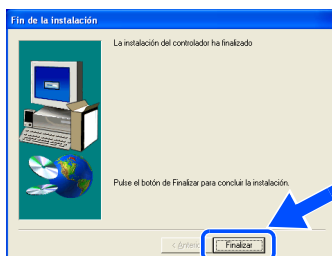 Fin de la instalación
La instalación del controlador ha finalizado
Pulse el botón de Finalizar para concluir la instalación.
< Anterior Finalizar